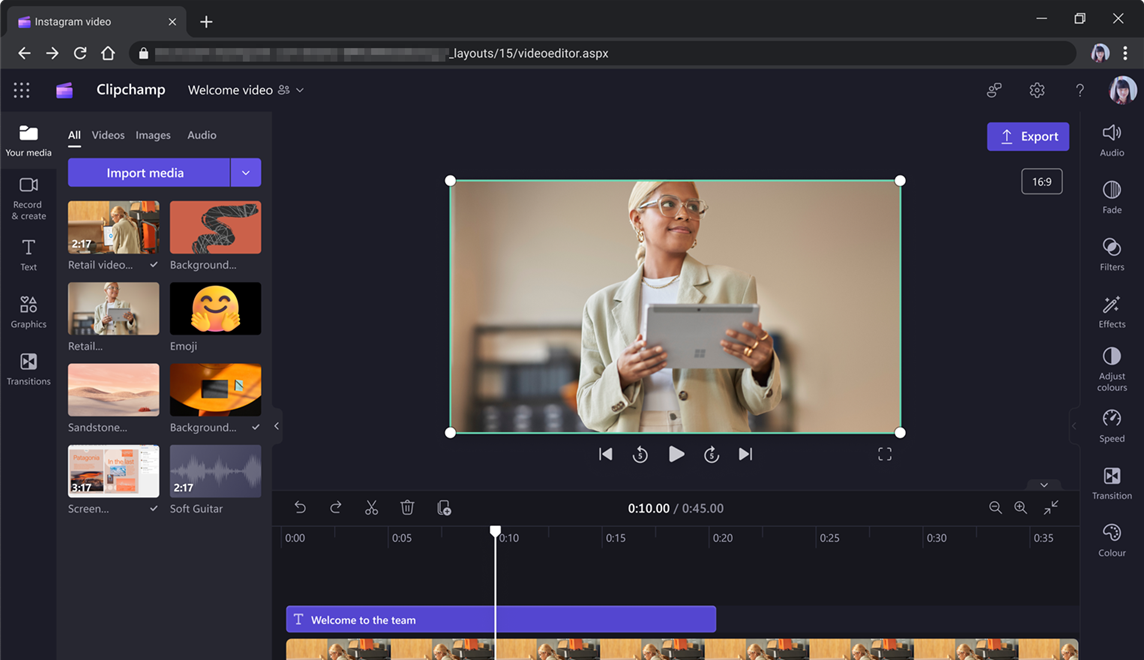 Instagram video
_layouts/15/videoeditor.aspx
Clipchamp
Welcome video
?
Your media
Record
& create
Text
Graphics
Transitions
All
Videos
Images
Audio
Import media
2:17
Retail video...
Background...
Retail...
Emoji
Sandstone...
Background...
3:17
Screen...
2:17
Soft Guitar
Export
16:9
5
5
Audio
Fade
Filters
Effects
Adjust
colours
Speed
Transition
Colour
0:10.00 / 0:45.00
0:00
0:05
0:10
0:15
0:20
0:25
0:30
0:35
T Welcome to the team